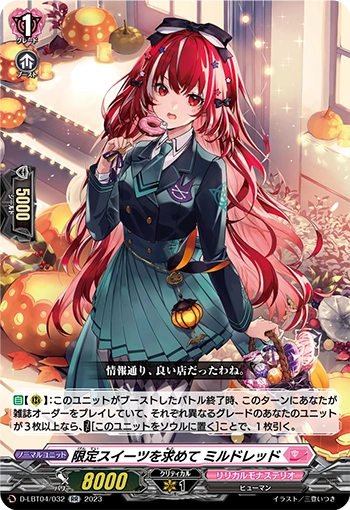 1
グレード
ブースト
5000
シールド
情報通り、良い店だったわね。
自【R】:このユニットがブーストしたバトル終了時、このターンにあなたが
雑誌オーダーをプレイしていて、それぞれ異なるグレードのあなたのユニット
が3枚以上なら、[このユニットをソウルに置く]ことで、1枚引く。
ノーマルユニット
限定スイーツを求めて ミルドレッド
リリカルモナステリオ
ヒューマン
パワー
8000
クリティカル
1
D-LBT04/032 RR 2023
イラスト/三登いつき